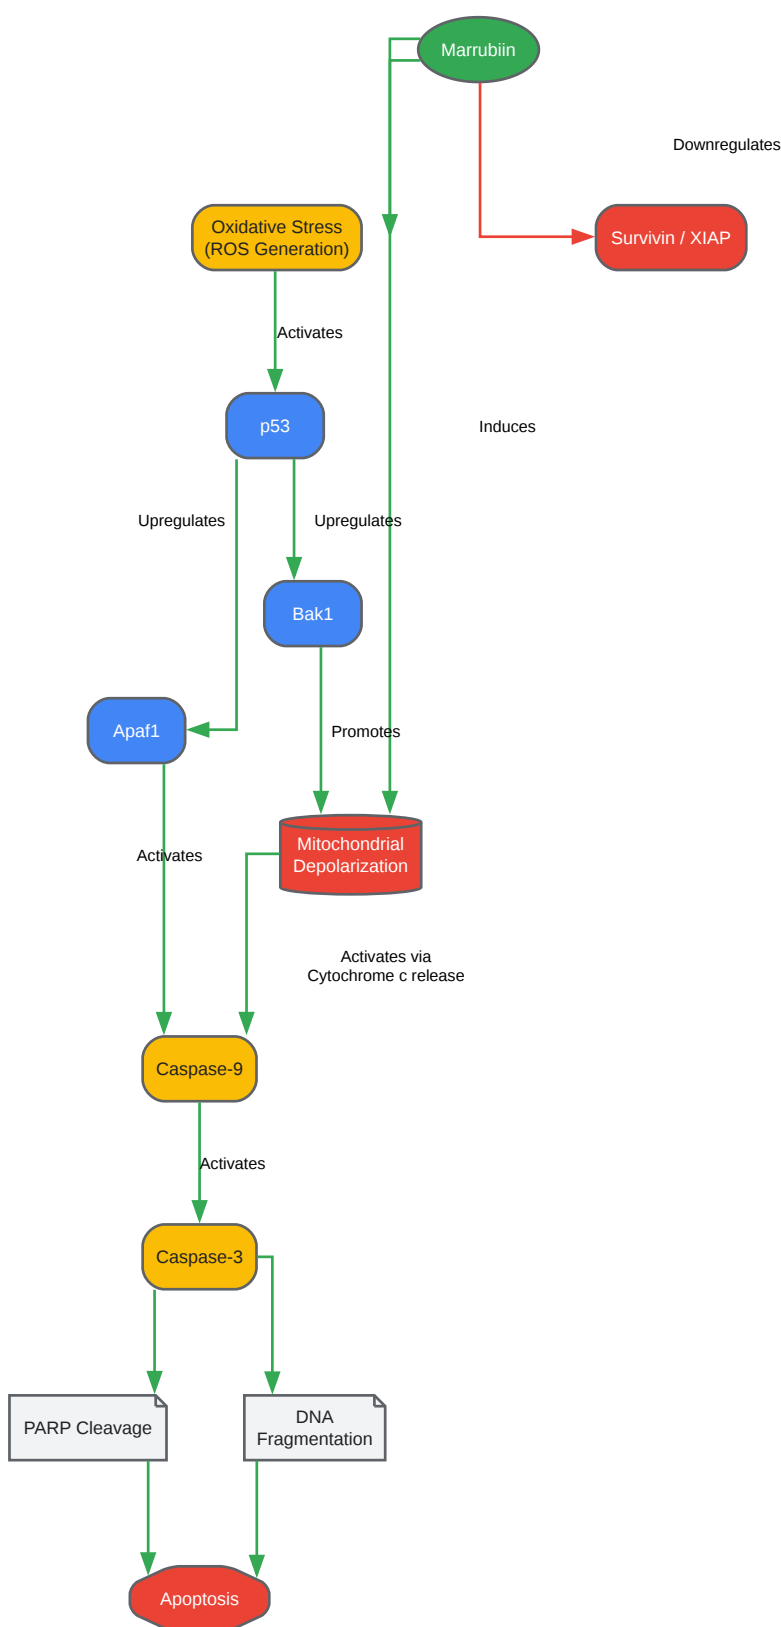 Marrubiin
Downregulates
Oxidative Stress
(ROS Generation)
Survivin / XIAP
Activates
p53
Induces
Upregulates
Upregulates
Bak1
Apaf1
Promotes
Mitochondrial
Depolarization
Activates
Activates via
Cytochrome c release
Caspase-9
Activates
Caspase-3
PARP Cleavage
DNA
Fragmentation
Apoptosis